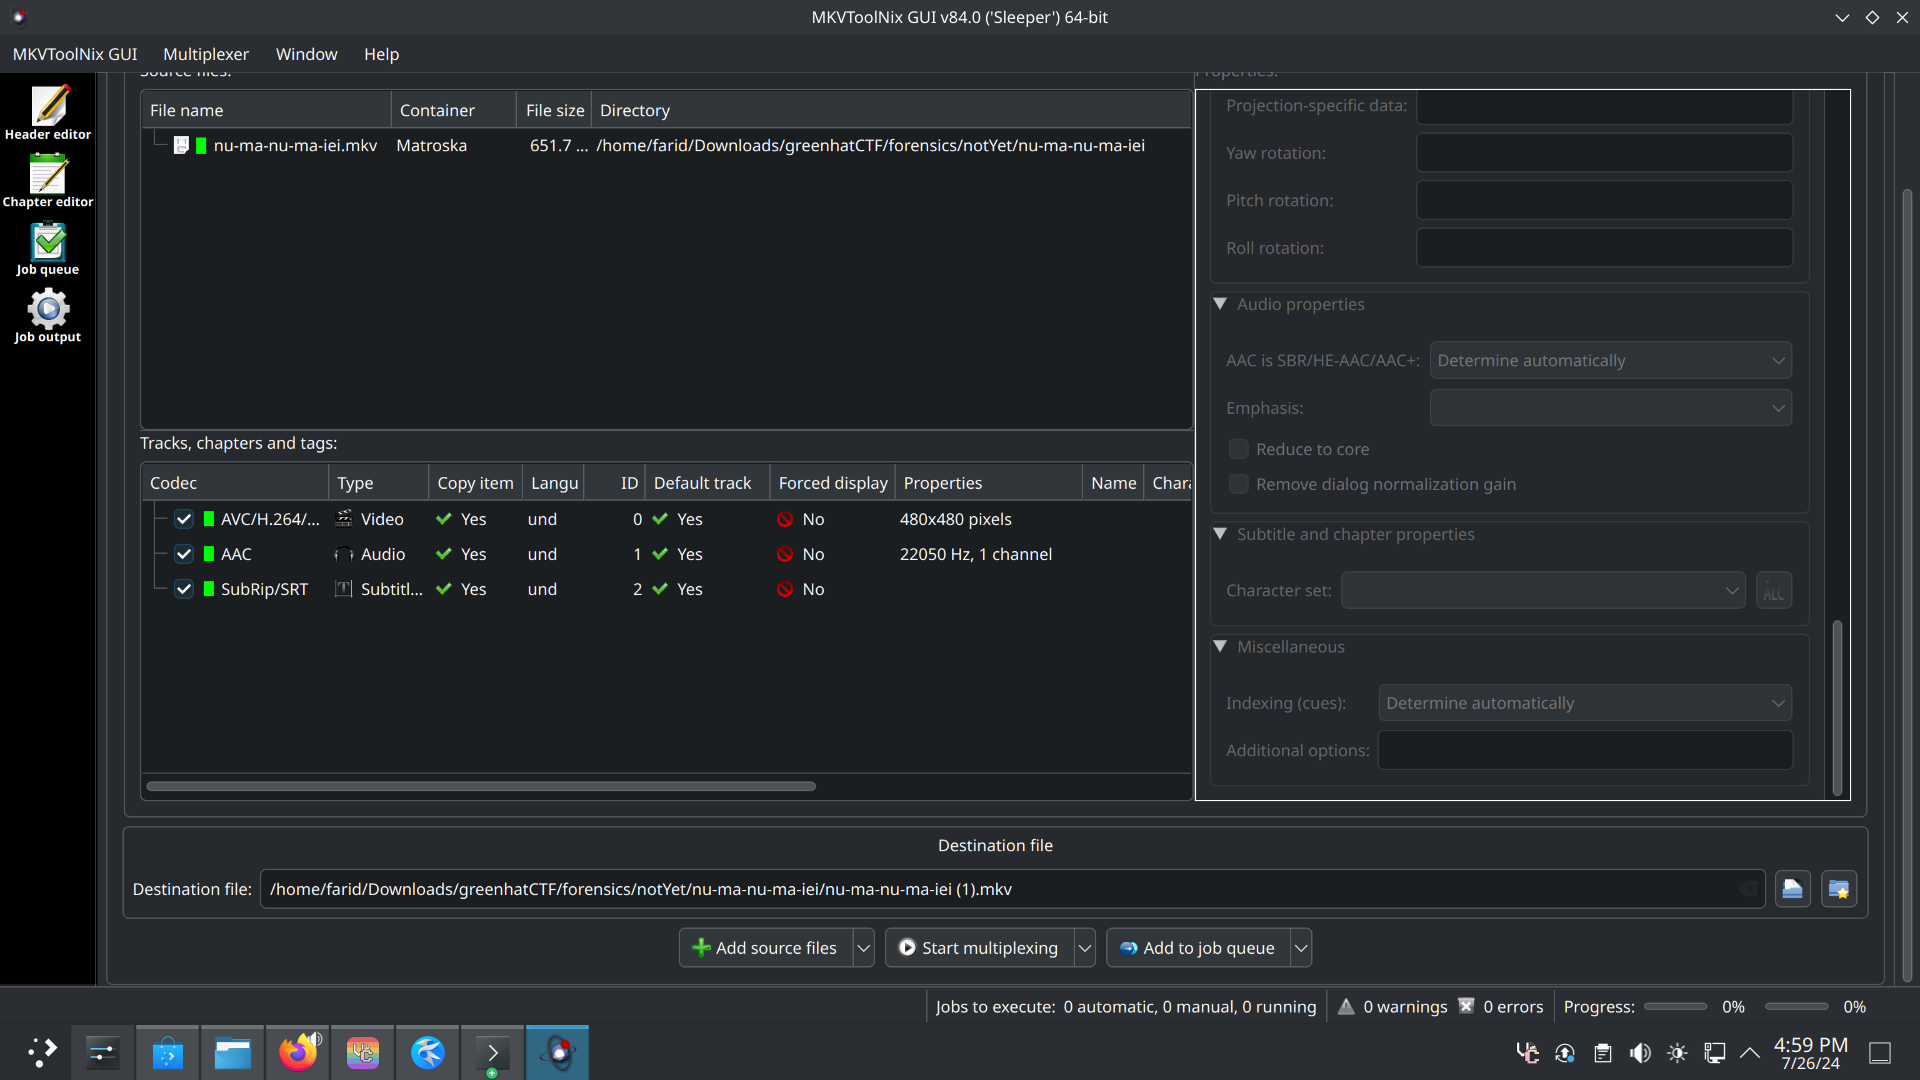 MKVToolNix GUI v84.0 ('Sleeper') 64-bit
MKVToolNix GUI Multiplexer Window Help
Header editor
Chapter editor
Job queue
Job output
Source files:
File name Container File size Directory
nu-ma-nu-ma-iei.mkv Matroska 651.7 ... /home/farid/Downloads/greenhatCTF/forensics/notYet/nu-ma-nu-ma-iei
Tracks, chapters and tags:
Codec Type Copy item Langu ID Default track Forced display Properties Name Chara
AVC/H.264/... Video Yes und 0 Yes No 480x480 pixels
AAC Audio Yes und 1 Yes No 22050 Hz, 1 channel
SubRip/SRT Subtitl... Yes und 2 Yes No
Properties:
Projection-specific data:
Yaw rotation:
Pitch rotation:
Roll rotation:
Audio properties
AAC is SBR/HE-AAC/AAC+: Determine automatically
Emphasis:
Reduce to core
Remove dialog normalization gain
Subtitle and chapter properties
Character set:
Miscellaneous
Indexing (cues): Determine automatically
Additional options:
Destination file
Destination file: /home/farid/Downloads/greenhatCTF/forensics/notYet/nu-ma-nu-ma-iei/nu-ma-nu-ma-iei (1).mkv
Add source files Start multiplexing Add to job queue
Jobs to execute: 0 automatic, 0 manual, 0 running 0 warnings 0 errors Progress: 0% 0%
4:59 PM
7/26/24